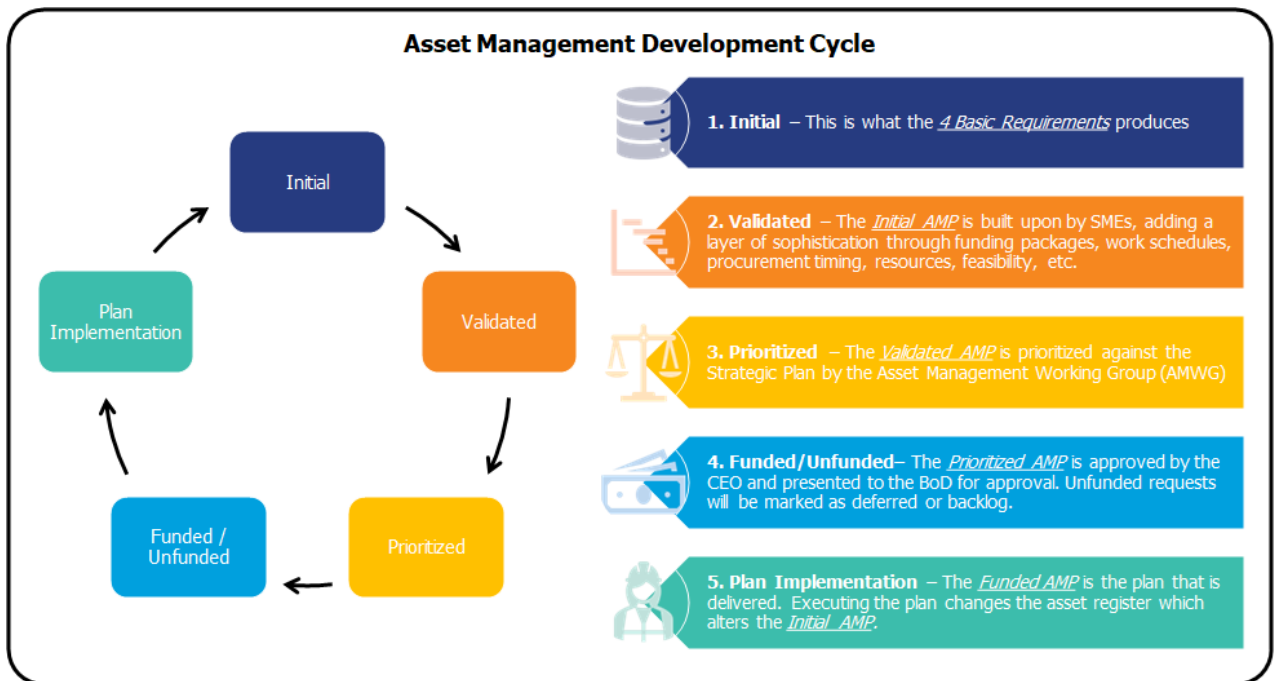 Asset Management Development Cycle
Initial
Validated
Prioritized
Funded /
Unfunded
Plan
Implementation
1. Initial – This is what the 4 Basic Requirements produces
2. Validated – The Initial AMP is built upon by SMEs, adding a
layer of sophistication through funding packages, work schedules,
procurement timing, resources, feasibility, etc.
3. Prioritized – The Validated AMP is prioritized against the
Strategic Plan by the Asset Management Working Group (AMWG)
4. Funded/Unfunded– The Prioritized AMP is approved by the
CEO and presented to the BoD for approval. Unfunded requests
will be marked as deferred or backlog.
5. Plan Implementation – The Funded AMP is the plan that is
delivered. Executing the plan changes the asset register which
alters the Initial AMP.